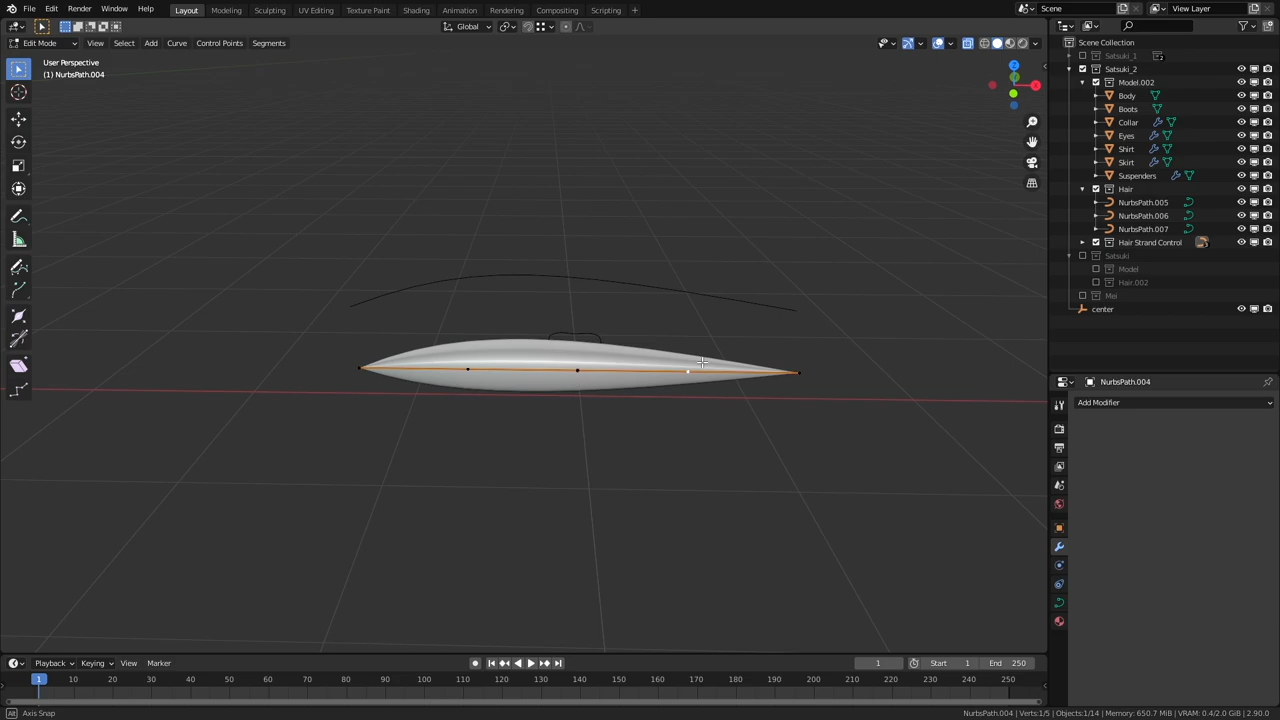 File Edit Render Window Help Layout Modeling Sculpting UV Editing Texture Paint Shading Animation Rendering Compositing Scripting + Scene View Layer
Global
Edit Mode View Select Add Curve Control Points Segments
User Perspective
(1) NurbsPath.004
Z
X
Scene Collection
Satsuki_1
2
Satsuki_2
Model.002
Body
Boots
Collar
Eyes
Shirt
Skirt
Suspenders
Hair
NurbsPath.005
NurbsPath.006
NurbsPath.007
Hair Strand Control
Satsuki
Model
Hair.002
Mei
center
NurbsPath.004
Add Modifier
Playback Keying View Marker 1 Start 1 End 250
1 10 20 30 40 50 60 70 80 90 100 110 120 130 140 150 160 170 180 190 200 210 220 230 240 250
Alt Axis Snap NurbsPath.004 | Verts:1/5 | Objects:1/14 | Memory: 650.7 MiB | VRAM: 0.4/2.0 GiB | 2.90.0